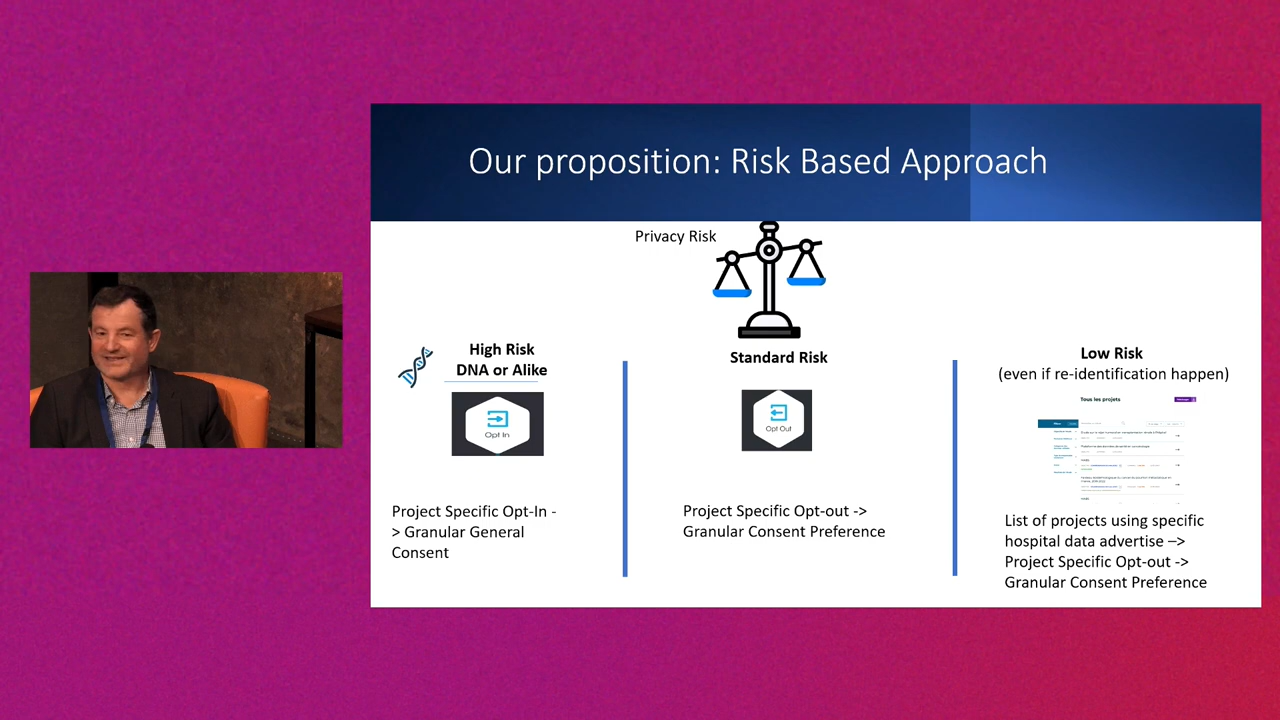 Our proposition: Risk Based Approach
Privacy Risk
High Risk
DNA or Alike
Opt In
Project Specific Opt-In -
> Granular General
Consent
Standard Risk
Opt Out
Project Specific Opt-out ->
Granular Consent Preference
Low Risk
(even if re-identification happen)
Tous les projets
List of projects using specific
hospital data advertise –>
Project Specific Opt-out ->
Granular Consent Preference